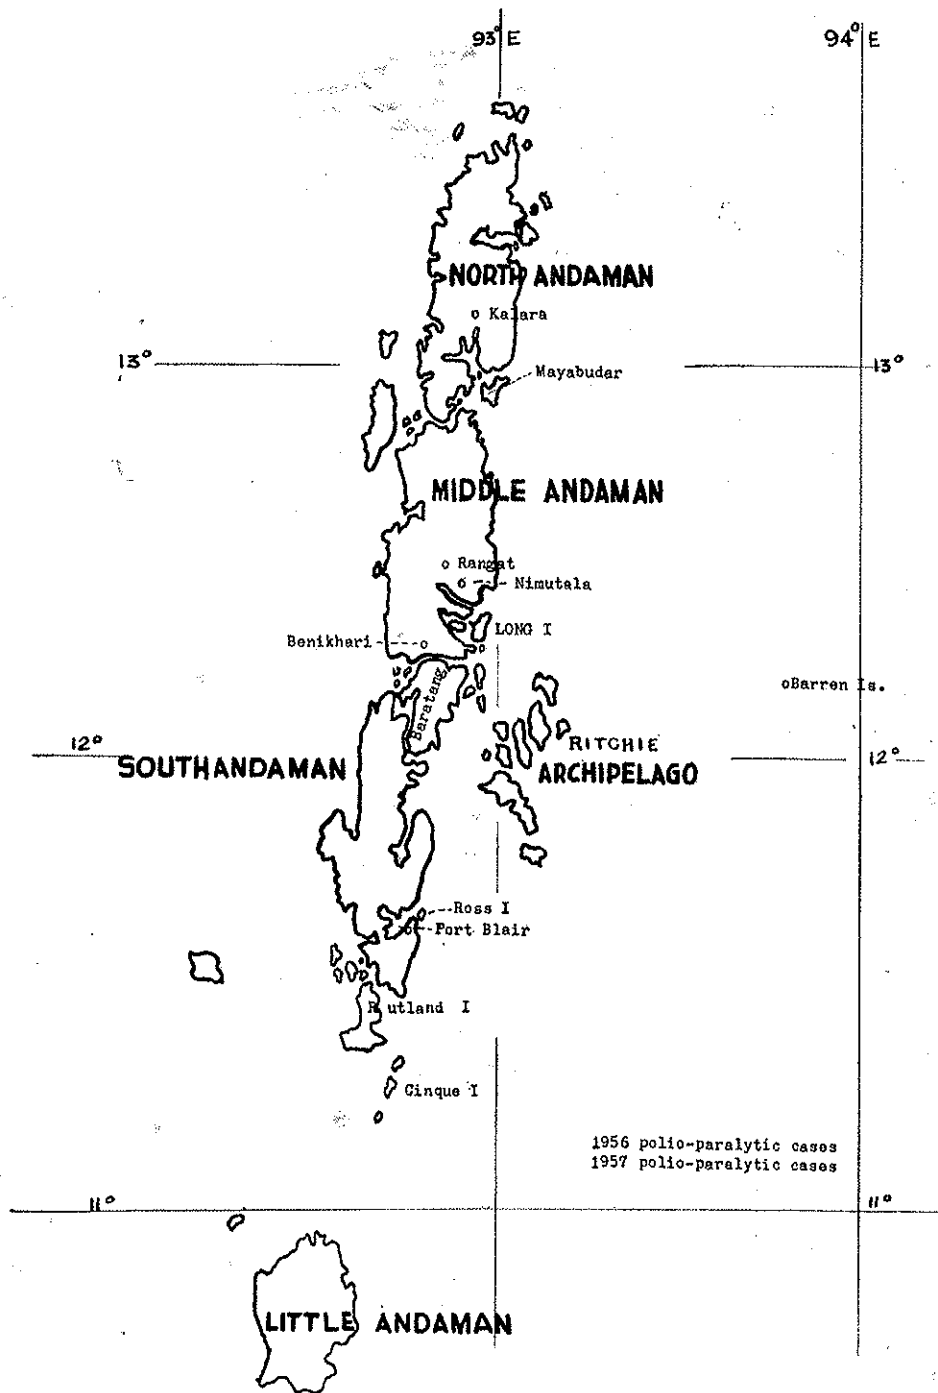 93° E
94° E
NORTH ANDAMAN
Kalara
13°
13°
Mayabudar
MIDDLE ANDAMAN
Rangat
Nimutala
LONG I
Benikhari
Baratang
Barren Is.
12°
RITCHIE
12°
SOUTHANDAMAN
ARCHIPELAGO
Ross I
Port Blair
Rutland I
Cinque I
1956 polio-paralytic cases
1957 polio-paralytic cases
11°
11°
LITTLE ANDAMAN